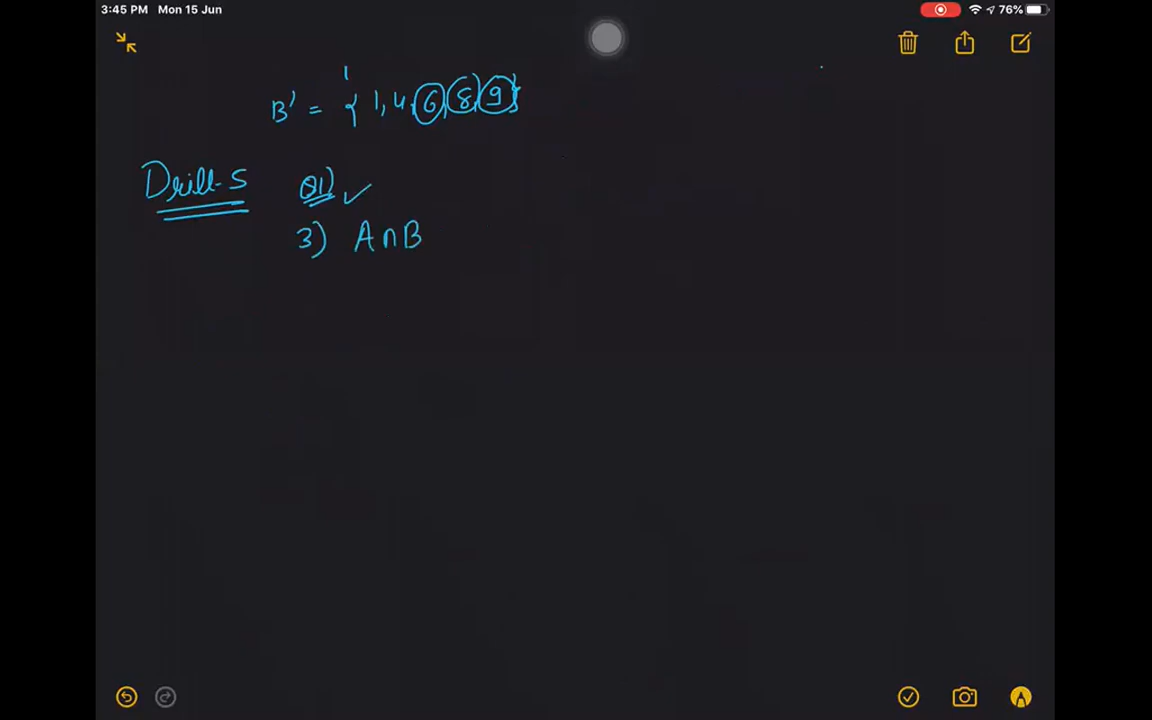 3:45 PM Mon 15 Jun 76%
B' = { 1, 4, 6, 8, 9 }
Drill-5 Q1) ✓
3) A∩B